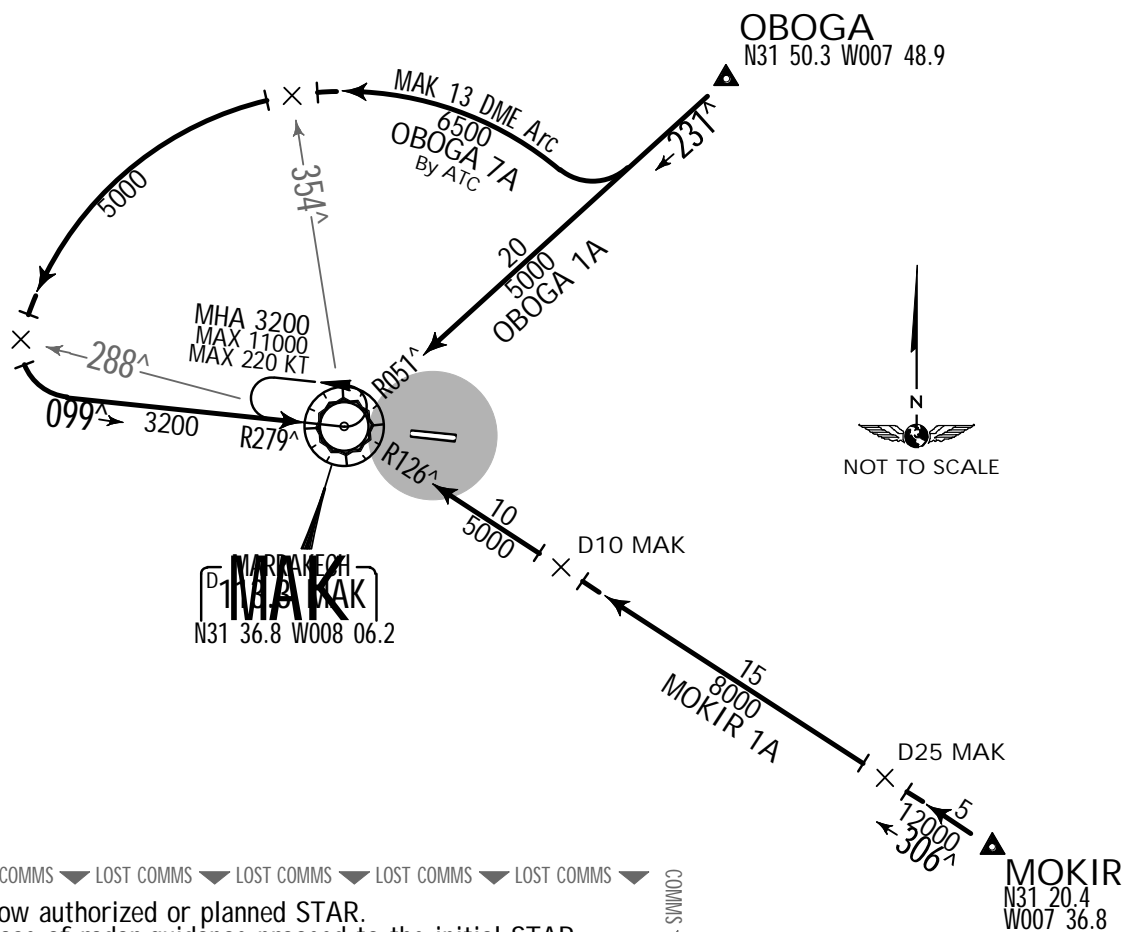 OBOGA
N31 50.3 W007 48.9
MAK 13 DME Arc
6500
OBOGA 7A
By ATC
231^
5000
354^
20
5000
OBOGA 1A
MHA 3200
MAX 11000
MAX 220 KT
288^
R051^
099^
3200
R279^
R126^
N
NOT TO SCALE
10
5000
D10 MAK
MARRAKECH
MAK
D
113.3 MAK
N31 36.8 W008 06.2
15
8000
MOKIR 1A
D25 MAK
5
12000
306^
MOKIR
N31 20.4
W007 36.8
COMMS LOST COMMS LOST COMMS LOST COMMS LOST COMMS
COMMS
ow authorized or planned STAR.